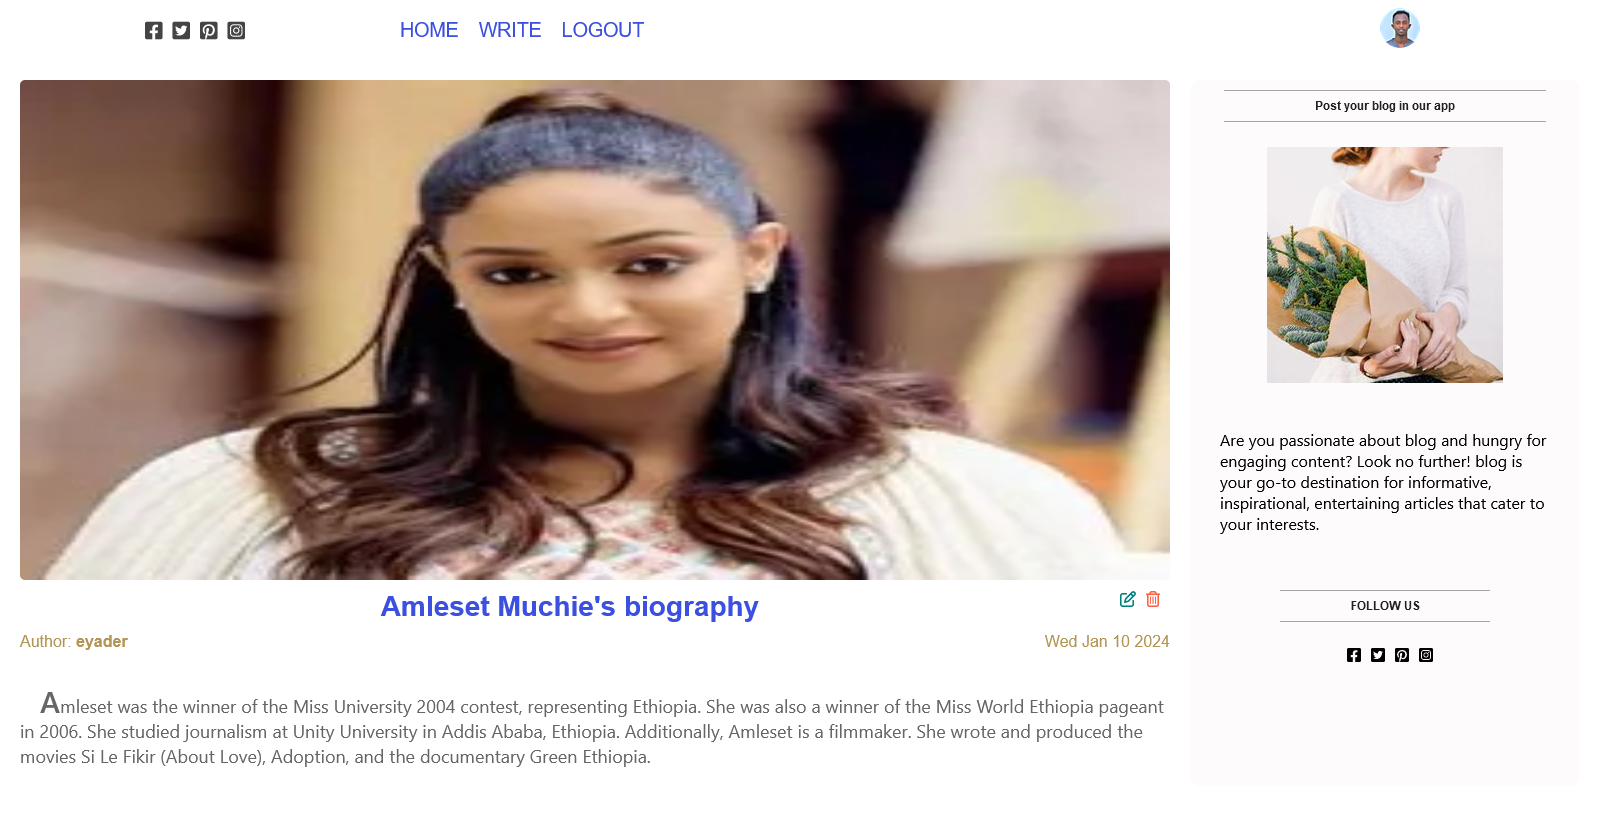 HOME WRITE LOGOUT
Post your blog in our app
Are you passionate about blog and hungry for
engaging content? Look no further! blog is
your go-to destination for informative,
inspirational, entertaining articles that cater to
your interests.
FOLLOW US
Amleset Muchie's biography
Author: eyader
Wed Jan 10 2024
Amleset was the winner of the Miss University 2004 contest, representing Ethiopia. She was also a winner of the Miss World Ethiopia pageant
in 2006. She studied journalism at Unity University in Addis Ababa, Ethiopia. Additionally, Amleset is a filmmaker. She wrote and produced the
movies Si Le Fikir (About Love), Adoption, and the documentary Green Ethiopia.